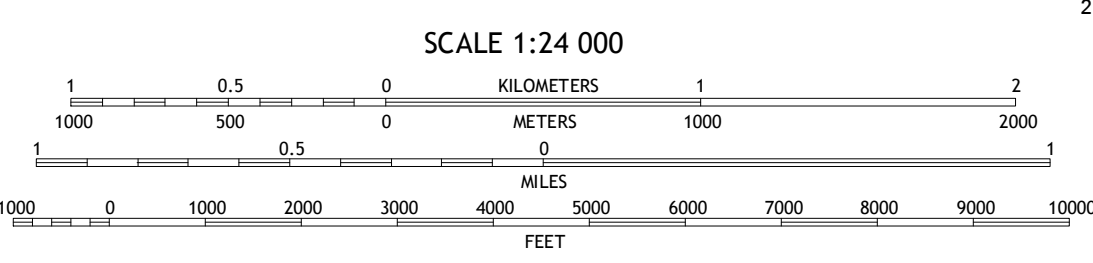 2
SCALE 1:24 000
1 0.5 0 KILOMETERS 1 2
1000 500 0 METERS 1000 2000
1 0.5 0 1
MILES
1000 0 1000 2000 3000 4000 5000 6000 7000 8000 9000 10000
FEET